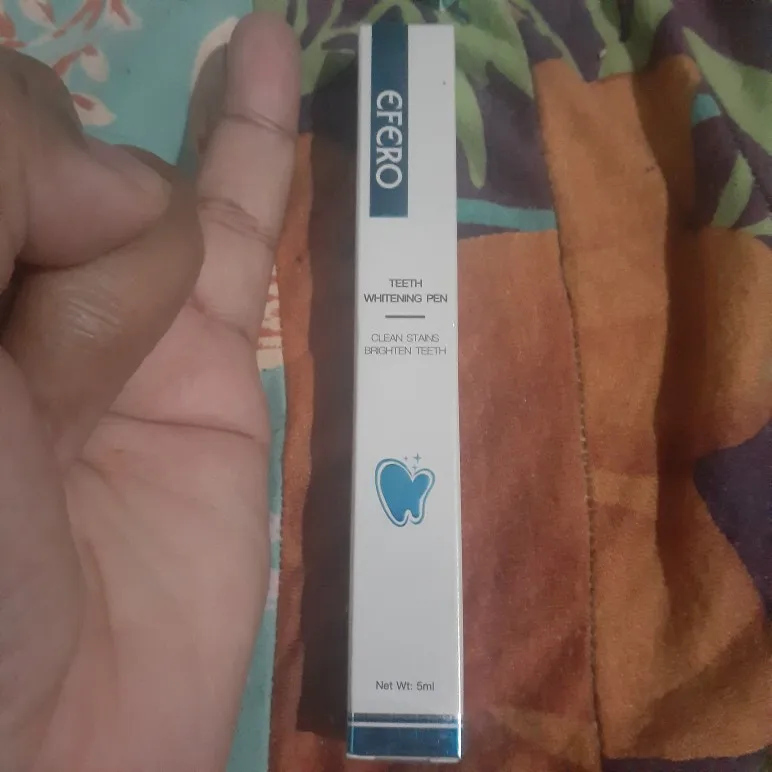 EFERO
TEETH
WHITENING PEN
CLEAN STAINS
BRIGHTEN TEETH
Net Wt: 5ml